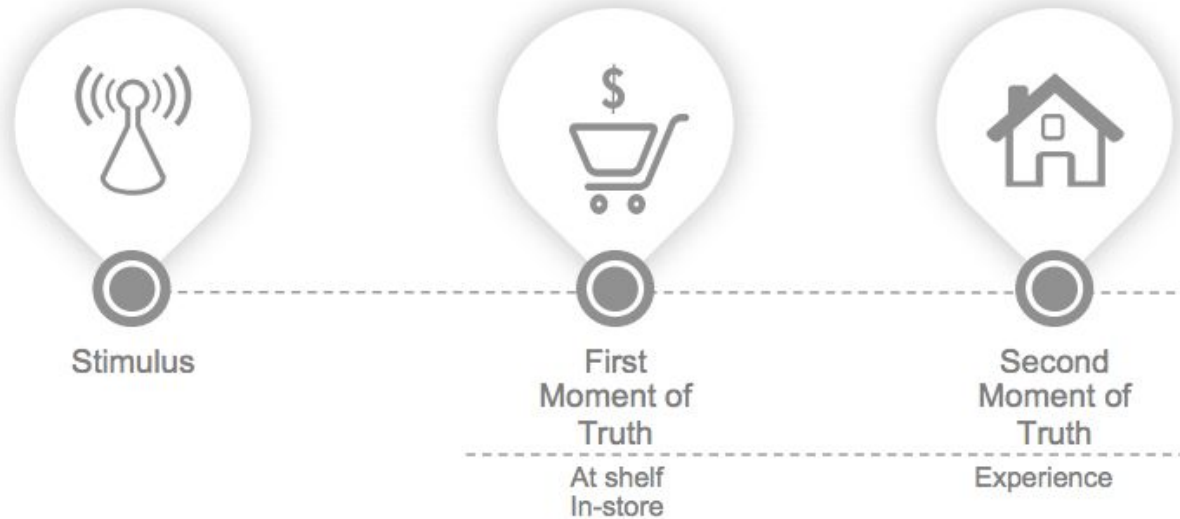 $
Stimulus
First
Moment of
Truth
At shelf
In-store
Second
Moment of
Truth
Experience